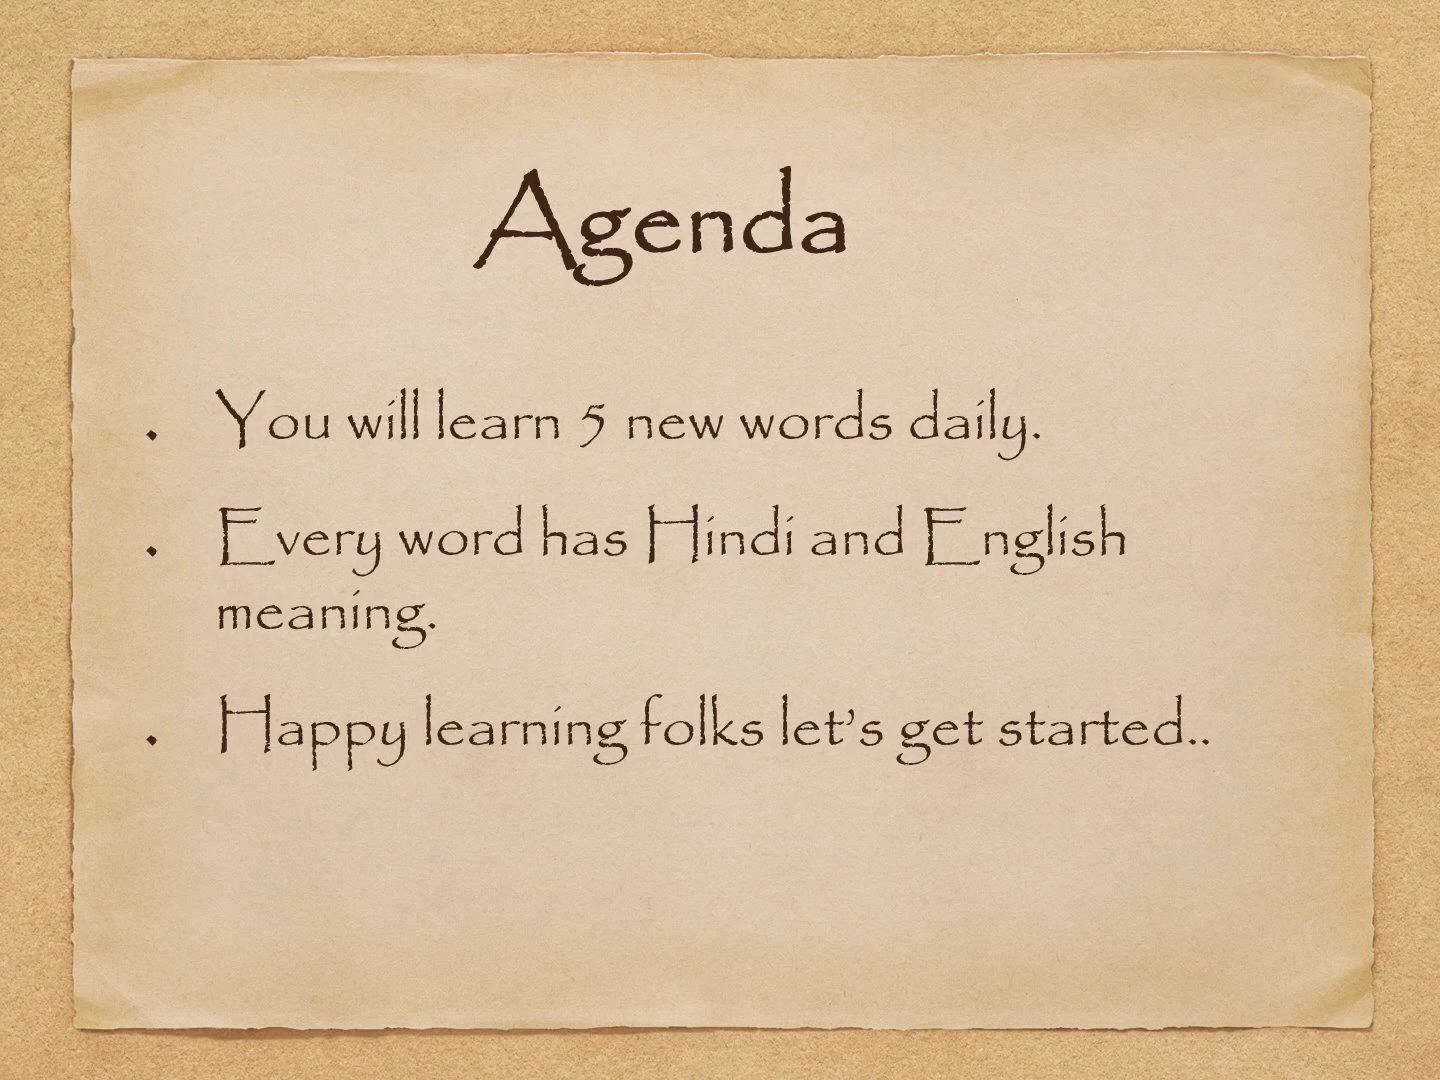 Agenda
. You will learn 5 new words daily.
. Every word has Hindi and English
meaning.
. Happy learning folks let's get started..